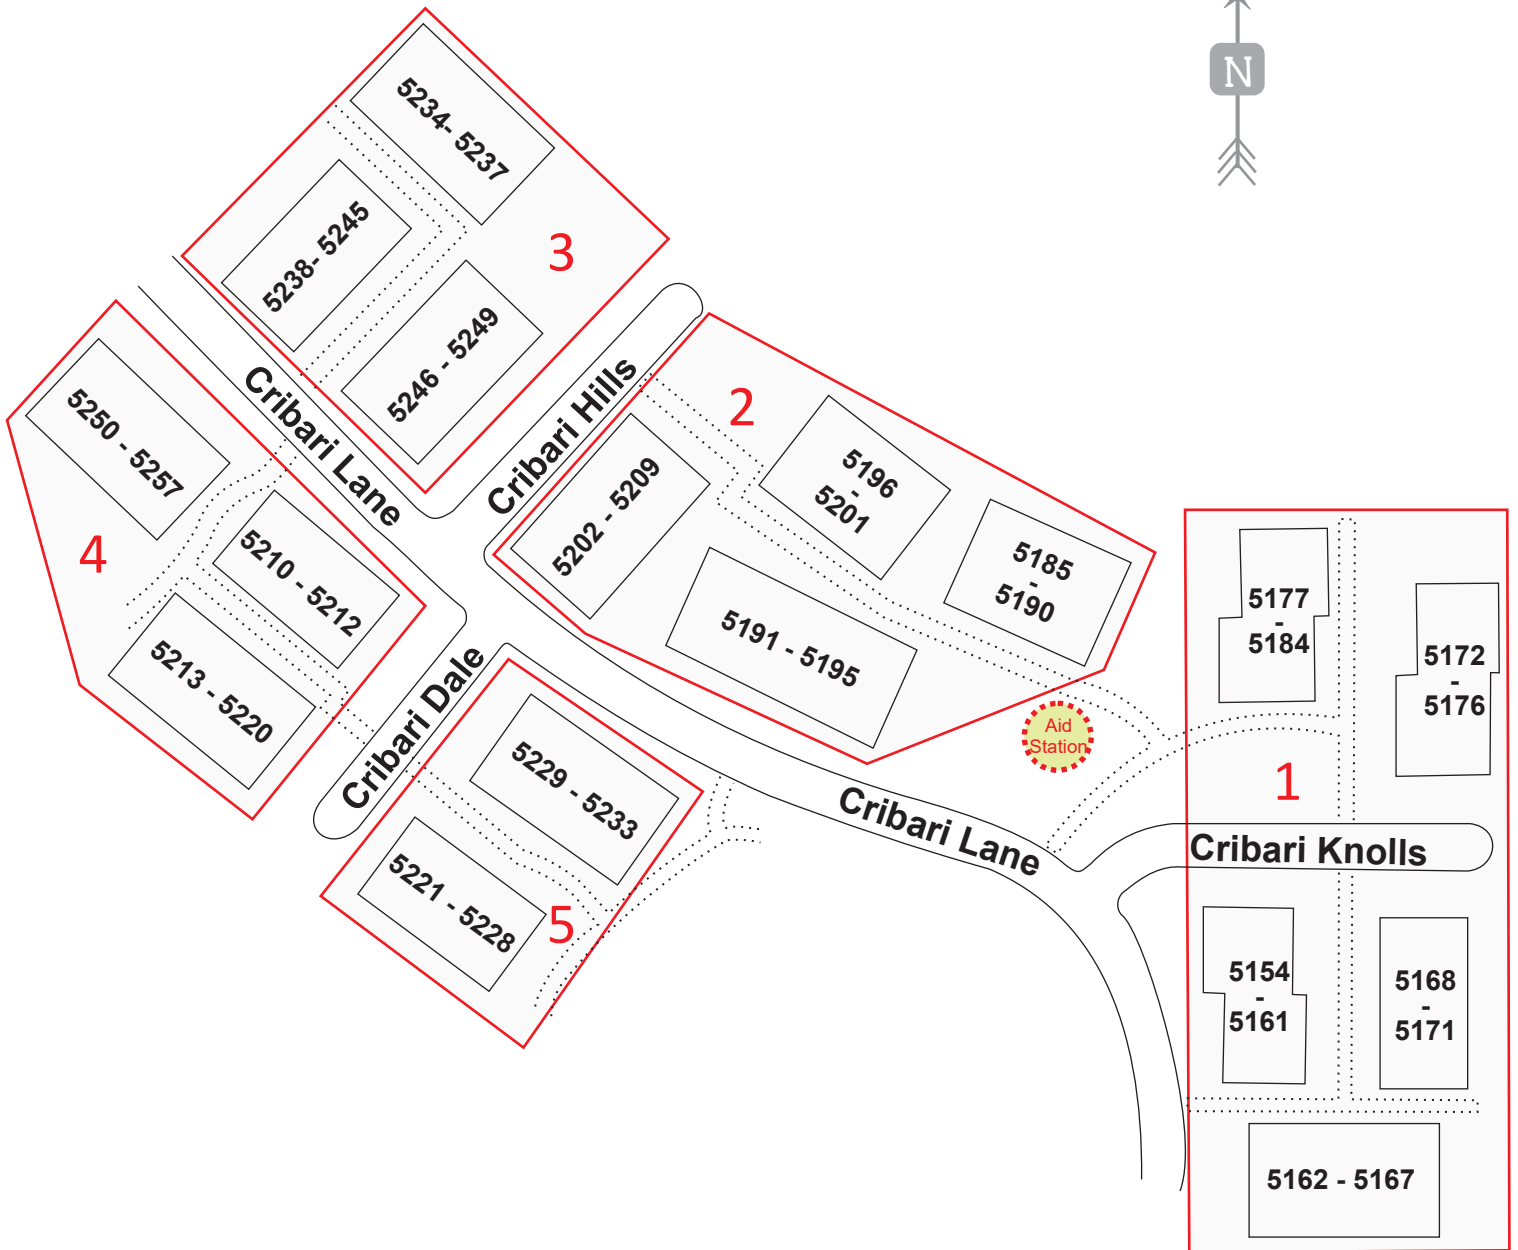 N
5234- 5237
5238- 5245
3
5246 - 5249
Cribari Hills
Cribari Lane
5250 - 5257
4
5210 - 5212
5213 - 5220
Cribari Dale
2
5202 - 5209
5196
-
5201
5185
-
5190
5191 - 5195
Aid
Station
5229 - 5233
5221 - 5228
5
Cribari Lane
5177
-
5184
5172
-
5176
1
Cribari Knolls
5154
-
5161
5168
-
5171
5162 - 5167